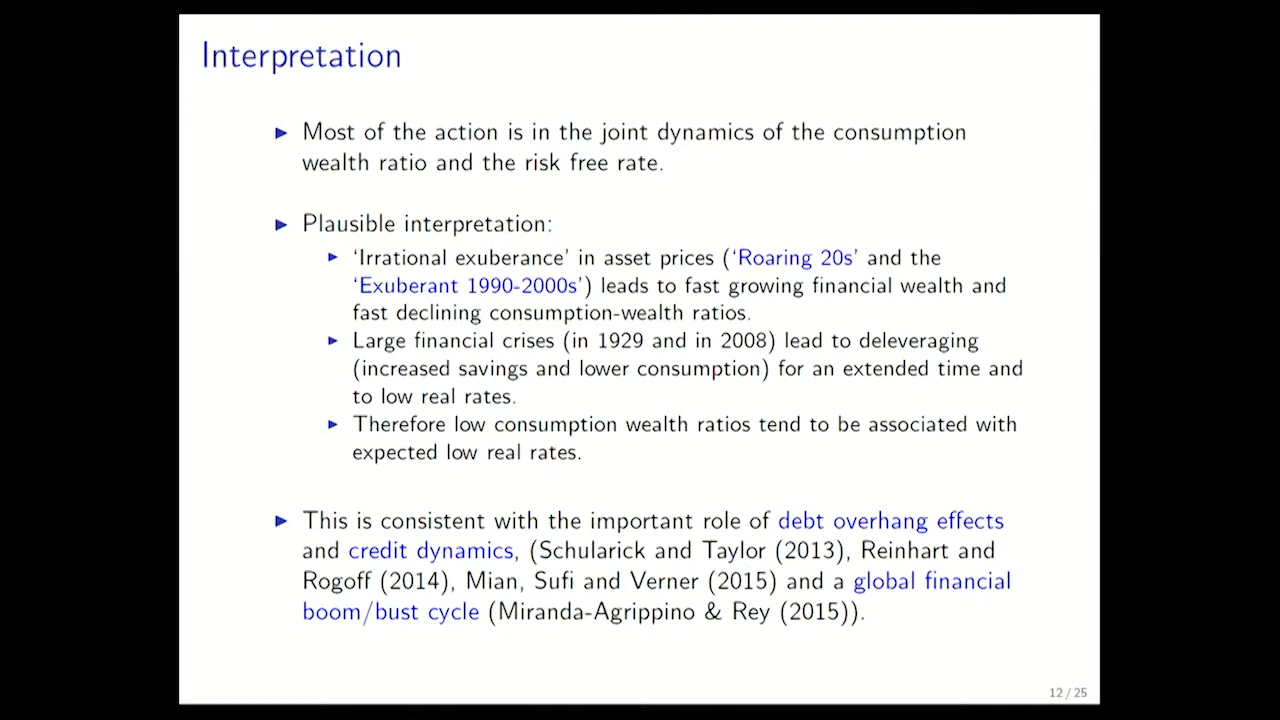 Interpretation
Most of the action is in the joint dynamics of the consumption
wealth ratio and the risk free rate.
Plausible interpretation:
‘Irrational exuberance’ in asset prices (‘Roaring 20s’ and the
‘Exuberant 1990-2000s’) leads to fast growing financial wealth and
fast declining consumption-wealth ratios.
Large financial crises (in 1929 and in 2008) lead to deleveraging
(increased savings and lower consumption) for an extended time and
to low real rates.
Therefore low consumption wealth ratios tend to be associated with
expected low real rates.
This is consistent with the important role of debt overhang effects
and credit dynamics, (Schularick and Taylor (2013), Reinhart and
Rogoff (2014), Mian, Sufi and Verner (2015) and a global financial
boom/bust cycle (Miranda-Agrippino & Rey (2015)).
12 / 25